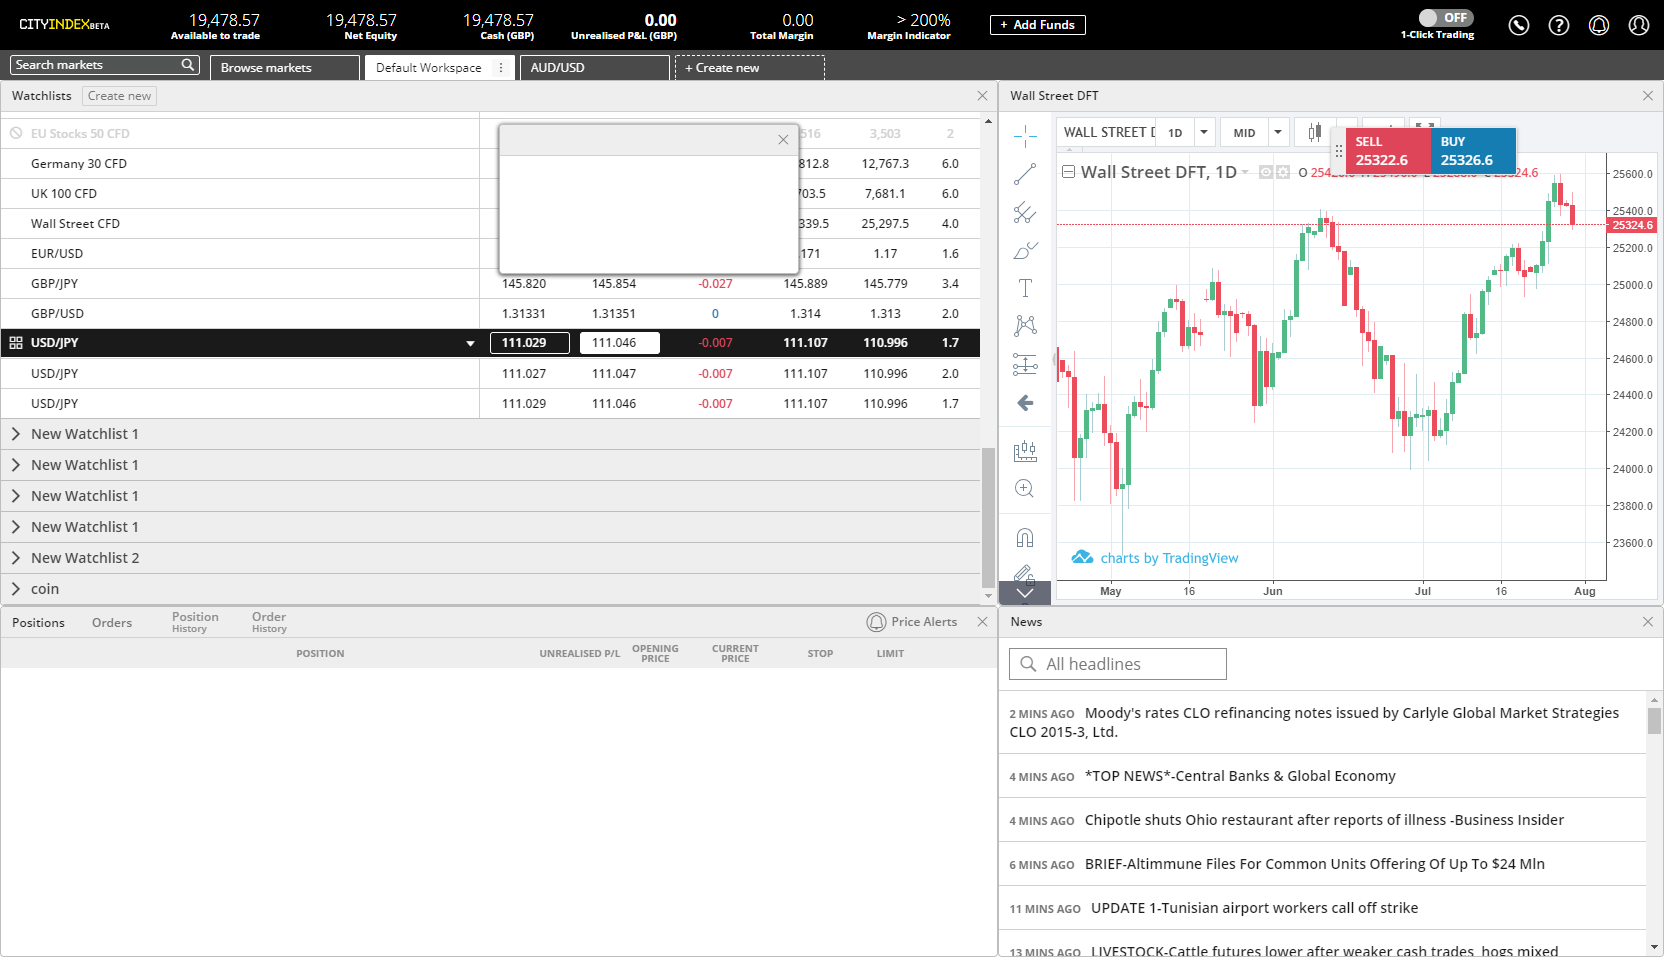 CITYINDEX BETA
19,478.57
Available to trade
19,478.57
Net Equity
19,478.57
Cash (GBP)
0.00
Unrealised P&L (GBP)
0.00
Total Margin
> 200%
Margin Indicator
+ Add Funds
OFF
1-Click Trading
Search markets
Browse markets
Default Workspace
AUD/USD
+ Create new
Watchlists Create new
EU Stocks 50 CFD 516 3,503 2
Germany 30 CFD 812.8 12,767.3 6.0
UK 100 CFD 703.5 7,681.1 6.0
Wall Street CFD 339.5 25,297.5 4.0
EUR/USD .171 1.17 1.6
GBP/JPY 145.820 145.854 -0.027 145.889 145.779 3.4
GBP/USD 1.31331 1.31351 0 1.314 1.313 2.0
USD/JPY 111.029 111.046 -0.007 111.107 110.996 1.7
USD/JPY 111.027 111.047 -0.007 111.107 110.996 2.0
USD/JPY 111.029 111.046 -0.007 111.107 110.996 1.7
New Watchlist 1
New Watchlist 1
New Watchlist 1
New Watchlist 1
New Watchlist 2
coin
Wall Street DFT
WALL STREET D 1D MID
SELL
25322.6
BUY
25326.6
Wall Street DFT, 1D O
25600.0
25400.0
25324.6
25200.0
25000.0
24800.0
24600.0
24400.0
24200.0
24000.0
23800.0
23600.0
charts by TradingView
May 16 Jun Jul 16 Aug
Positions Orders
Position
History
Order
History
Price Alerts
POSITION UNREALISED P/L
OPENING
PRICE
CURRENT
PRICE
STOP LIMIT
News
All headlines
2 MINS AGO Moody's rates CLO refinancing notes issued by Carlyle Global Market Strategies
CLO 2015-3, Ltd.
4 MINS AGO *TOP NEWS*-Central Banks & Global Economy
4 MINS AGO Chipotle shuts Ohio restaurant after reports of illness -Business Insider
6 MINS AGO BRIEF-Altimmune Files For Common Units Offering Of Up To $24 Mln
11 MINS AGO UPDATE 1-Tunisian airport workers call off strike
13 MINS AGO LIVESTOCK-Cattle futures lower after weaker cash trades, hogs mixed